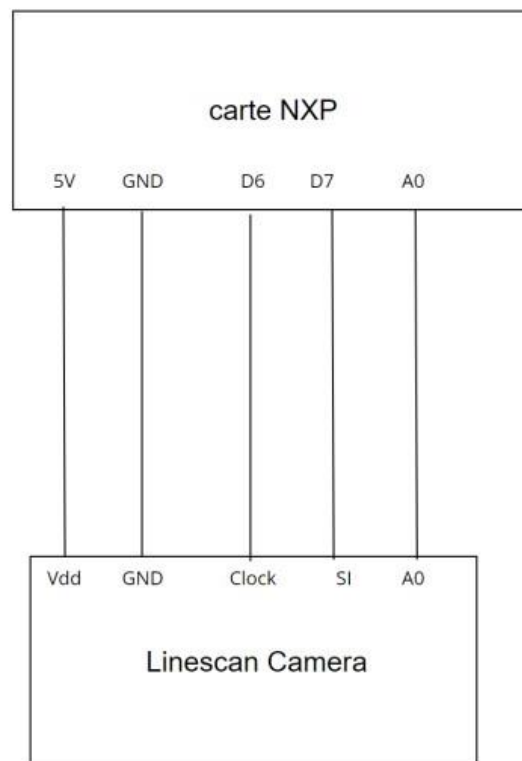 carte NXP
5V GND D6 D7 A0
Vdd GND Clock SI A0
Linescan Camera